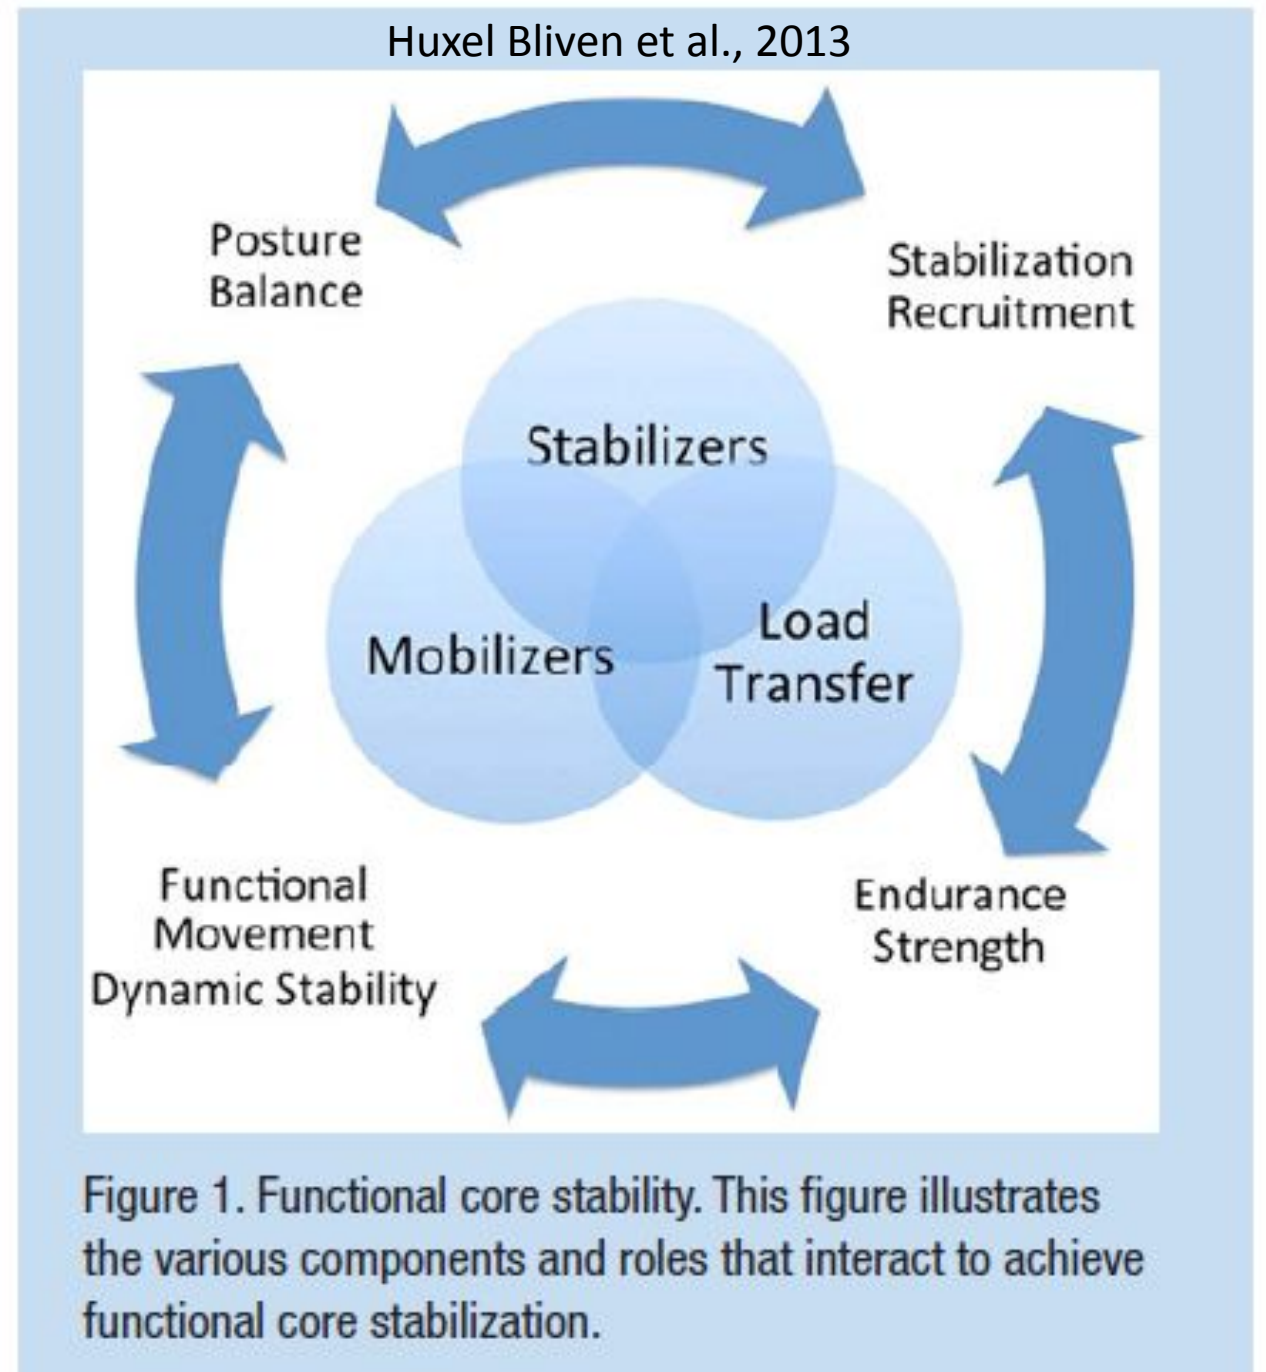 Huxel Bliven et al., 2013
Posture
Balance
Stabilization
Recruitment
Stabilizers
Mobilizers
Load
Transfer
Functional
Movement
Dynamic Stability
Endurance
Strength
Figure 1. Functional core stability. This figure illustrates
the various components and roles that interact to achieve
functional core stabilization.